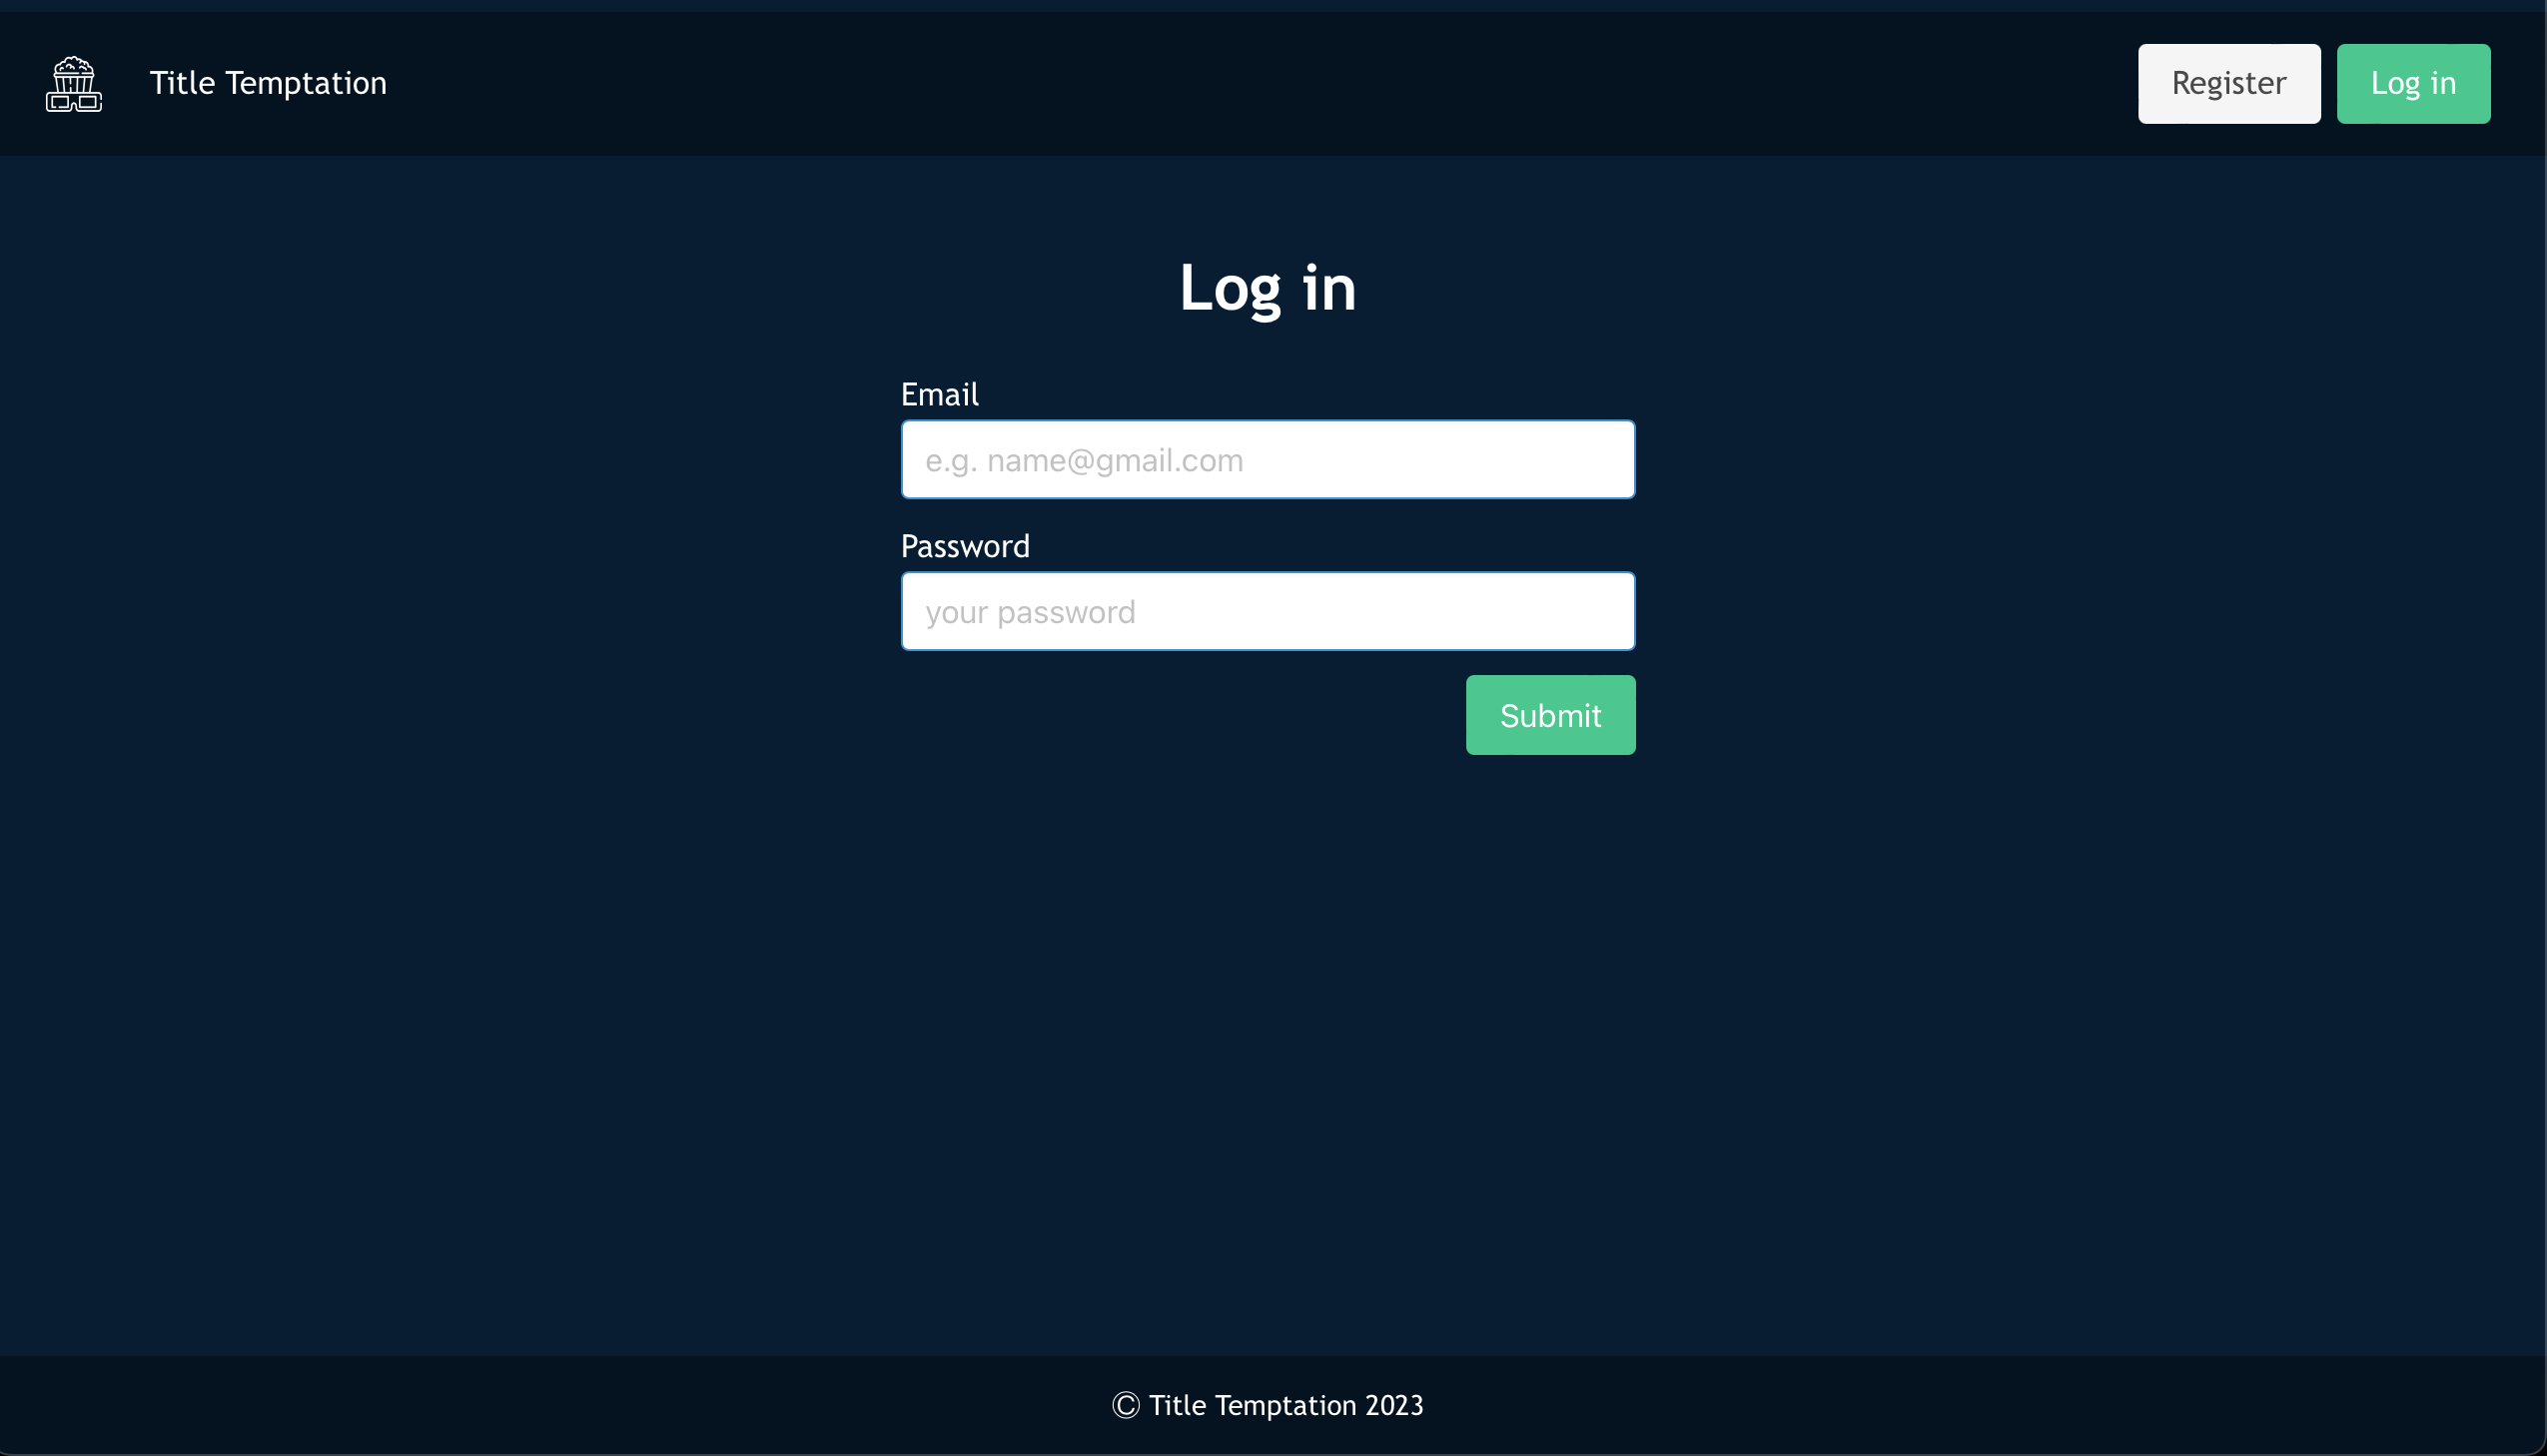 Title Temptation
Register
Log in
Log in
Email
e.g. name@gmail.com
Password
your password
Submit
© Title Temptation 2023